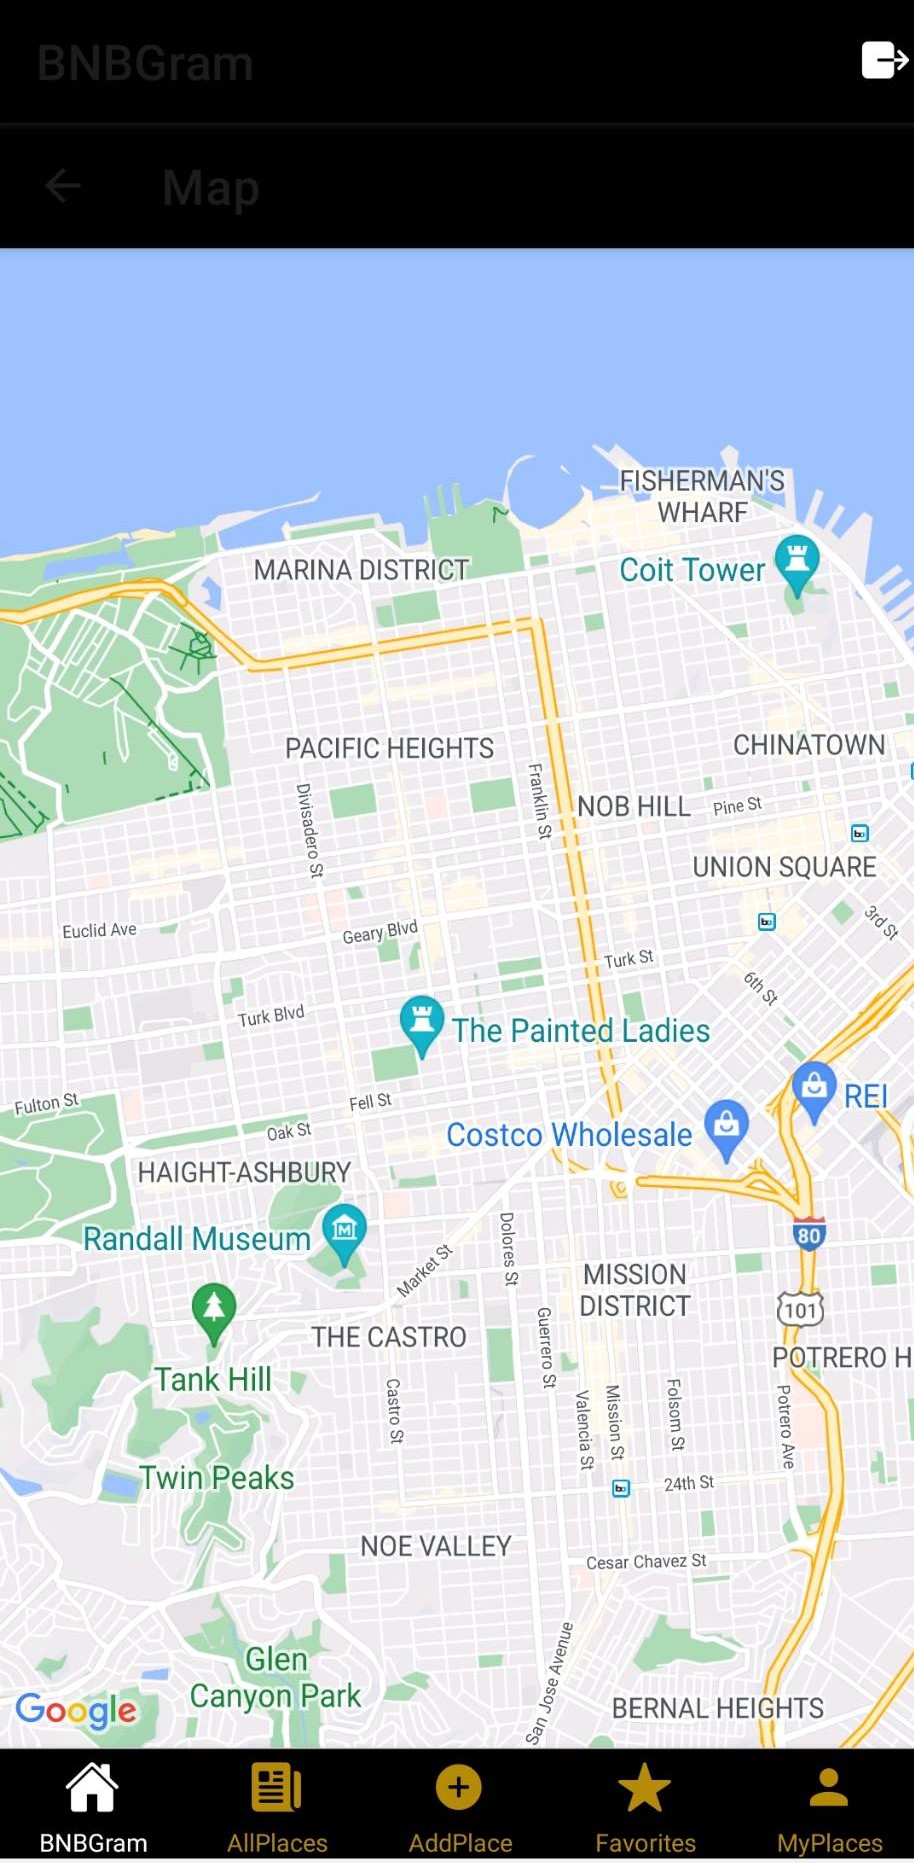 BNBGram
Map
FISHERMAN'S
WHARF
Coit Tower
MARINA DISTRICT
PACIFIC HEIGHTS
CHINATOWN
Divisadero St
Franklin St
NOB HILL
Pine St
UNION SQUARE
3rd St
Euclid Ave
Geary Blvd
Turk St
6th St
Turk Blvd
The Painted Ladies
Fulton St
Fell St
REI
Oak St
Costco Wholesale
HAIGHT-ASHBURY
Randall Museum
Market St
Dolores St
80
MISSION
DISTRICT
101
THE CASTRO
Guerrero St
POTRERO H
Tank Hill
Castro St
Valencia St
Mission St
Folsom St
Potrero Ave
Twin Peaks
24th St
NOE VALLEY
Cesar Chavez St
Glen
Canyon Park
San Jose Avenue
Google
BERNAL HEIGHTS
BNBGram
AllPlaces
AddPlace
Favorites
MyPlaces